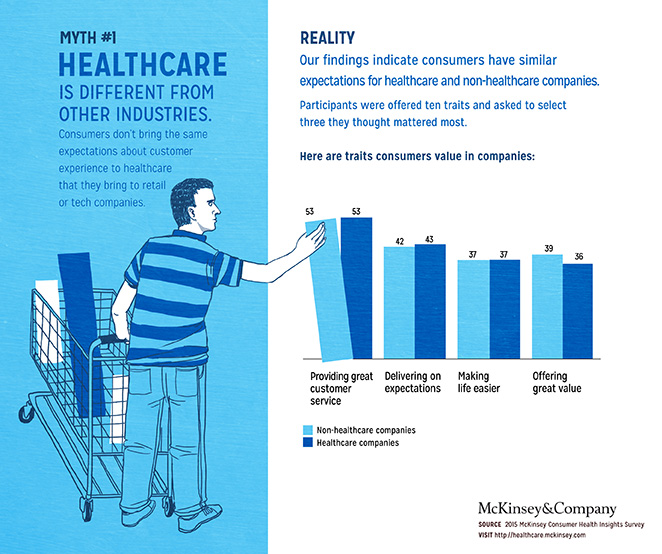 MYTH #1
HEALTHCARE
IS DIFFERENT FROM
OTHER INDUSTRIES.
Consumers don't bring the same
expectations about customer
experience to healthcare
that they bring to retail
or tech companies.
REALITY
Our findings indicate consumers have similar
expectations for healthcare and non-healthcare companies.
Participants were offered ten traits and asked to select
three they thought mattered most.
Here are traits consumers value in companies:
53 53
42 43
37 37
39 36
Providing great
customer
service
Delivering on
expectations
Making
life easier
Offering
great value
Non-healthcare companies
Healthcare companies
McKinsey&Company
SOURCE 2015 McKinsey Consumer Health Insights Survey
VISIT http://healthcare.mckinsey.com